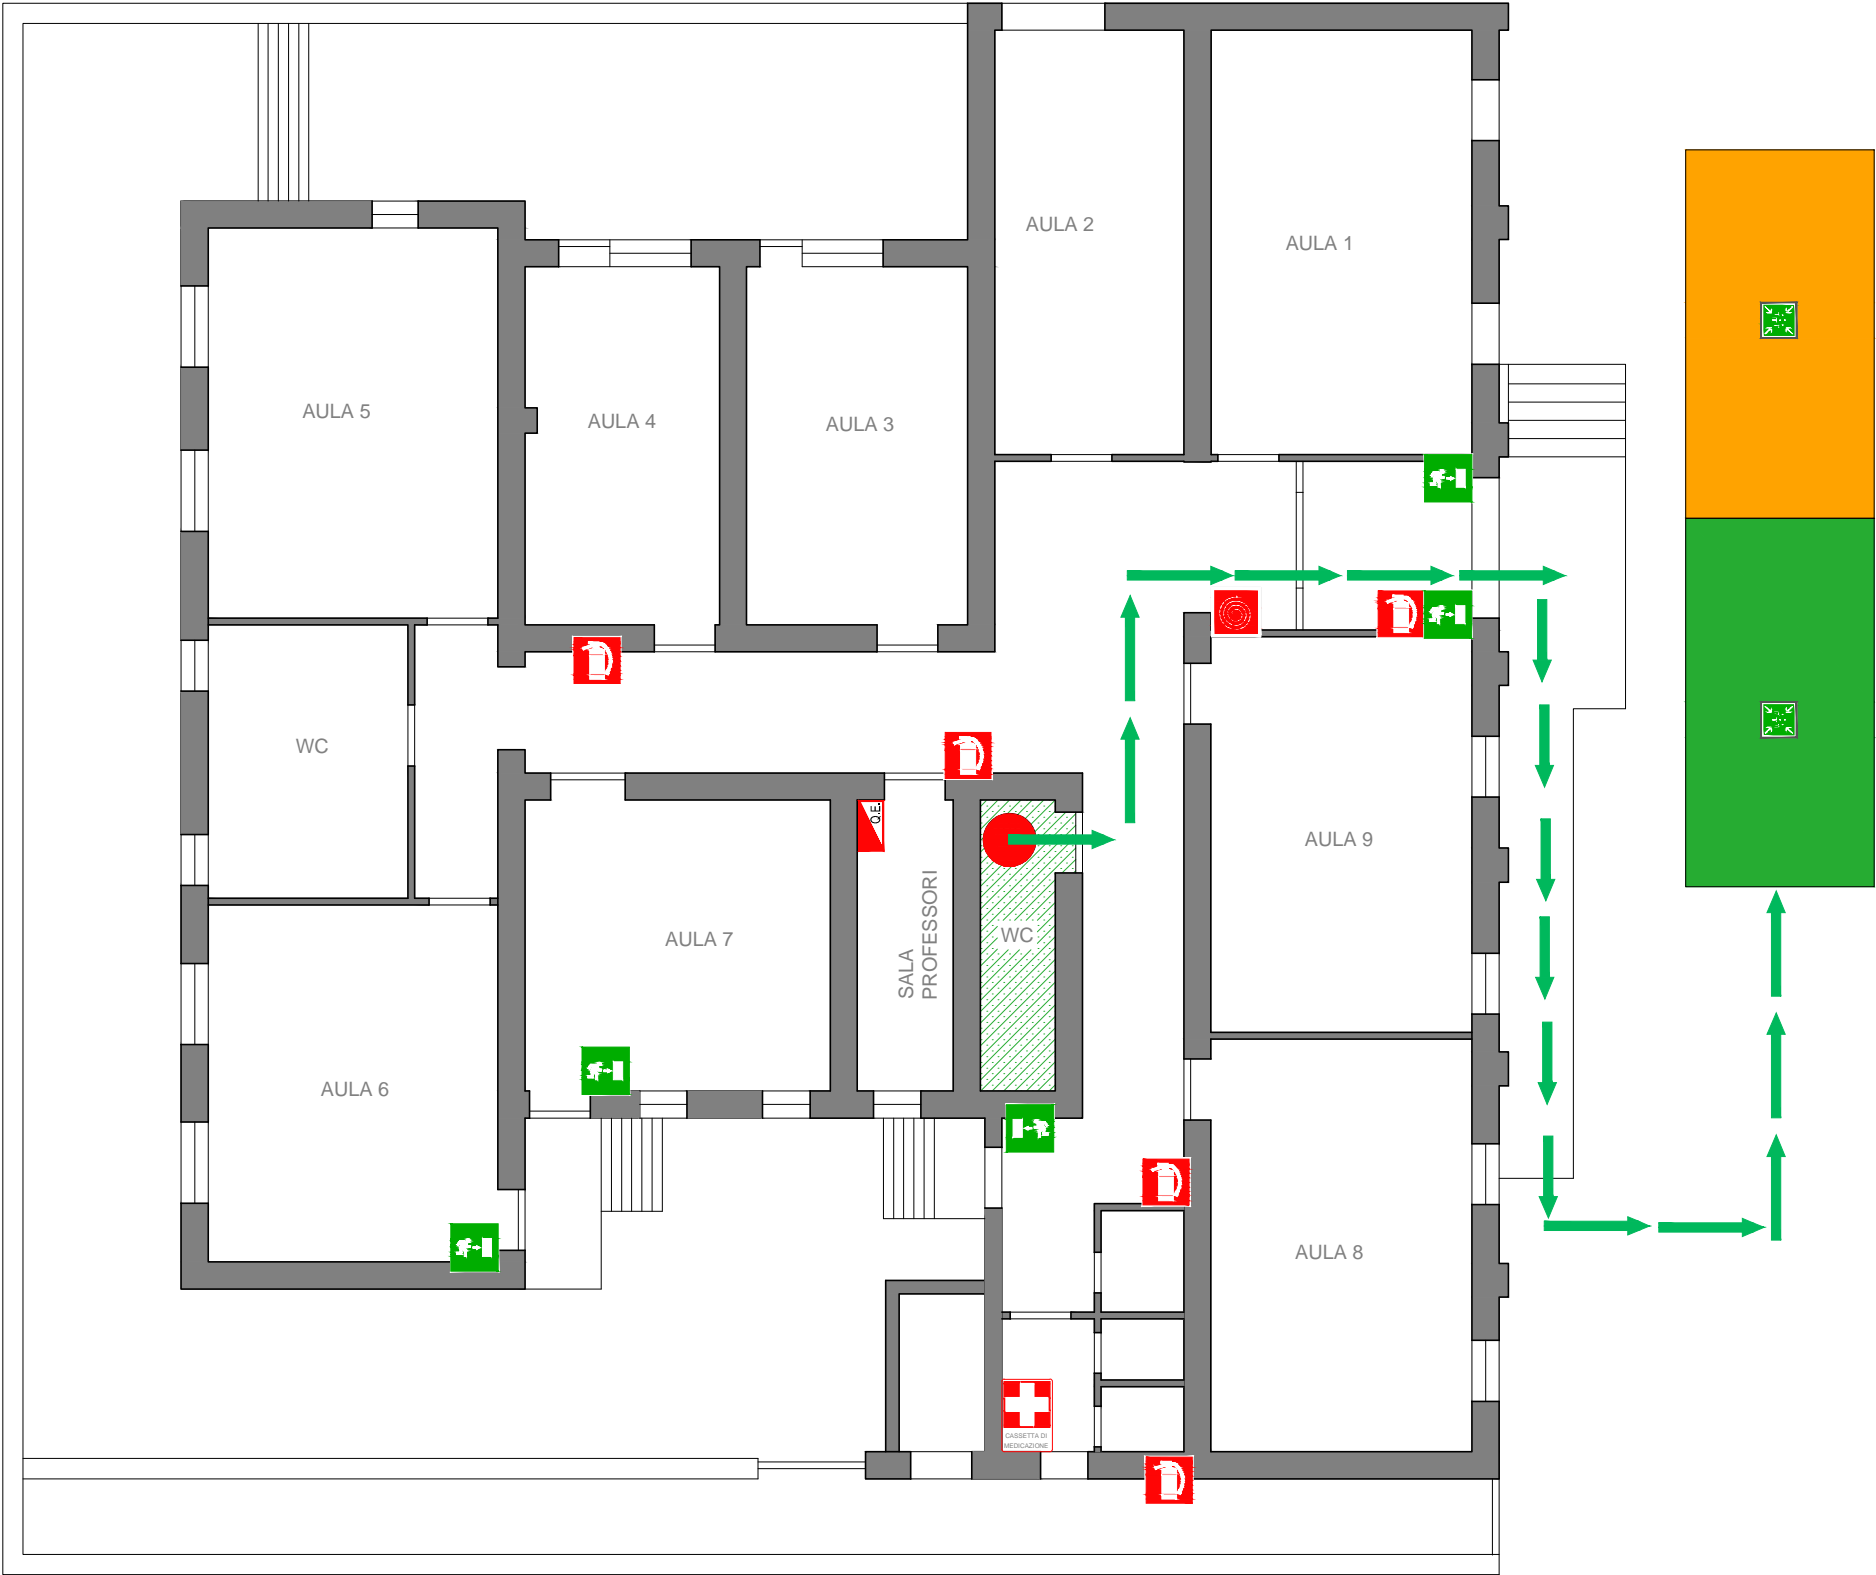 AULA 2
AULA 1
AULA 5
AULA 4
AULA 3
WC
Q.E.
AULA 9
SALA
PROFESSORI
WC
AULA 7
AULA 6
AULA 8
CASSETTA DI
MEDICAZIONE